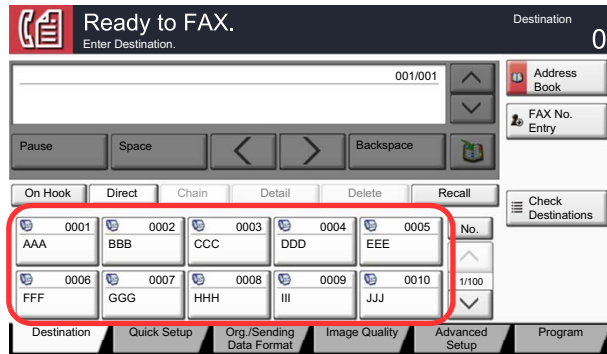 Ready to FAX.
Enter Destination.
Destination
0
001/001
Address
Book
FAX No.
Entry
Pause
Space
Backspace
On Hook
Direct
Chain
Detail
Delete
Recall
Check
Destinations
0001
AAA
0002
BBB
0003
CCC
0004
DDD
0005
EEE
No.
0006
FFF
0007
GGG
0008
HHH
0009
III
0010
JJJ
1/100
Destination
Quick Setup
Org./Sending
Data Format
Image Quality
Advanced
Setup
Program